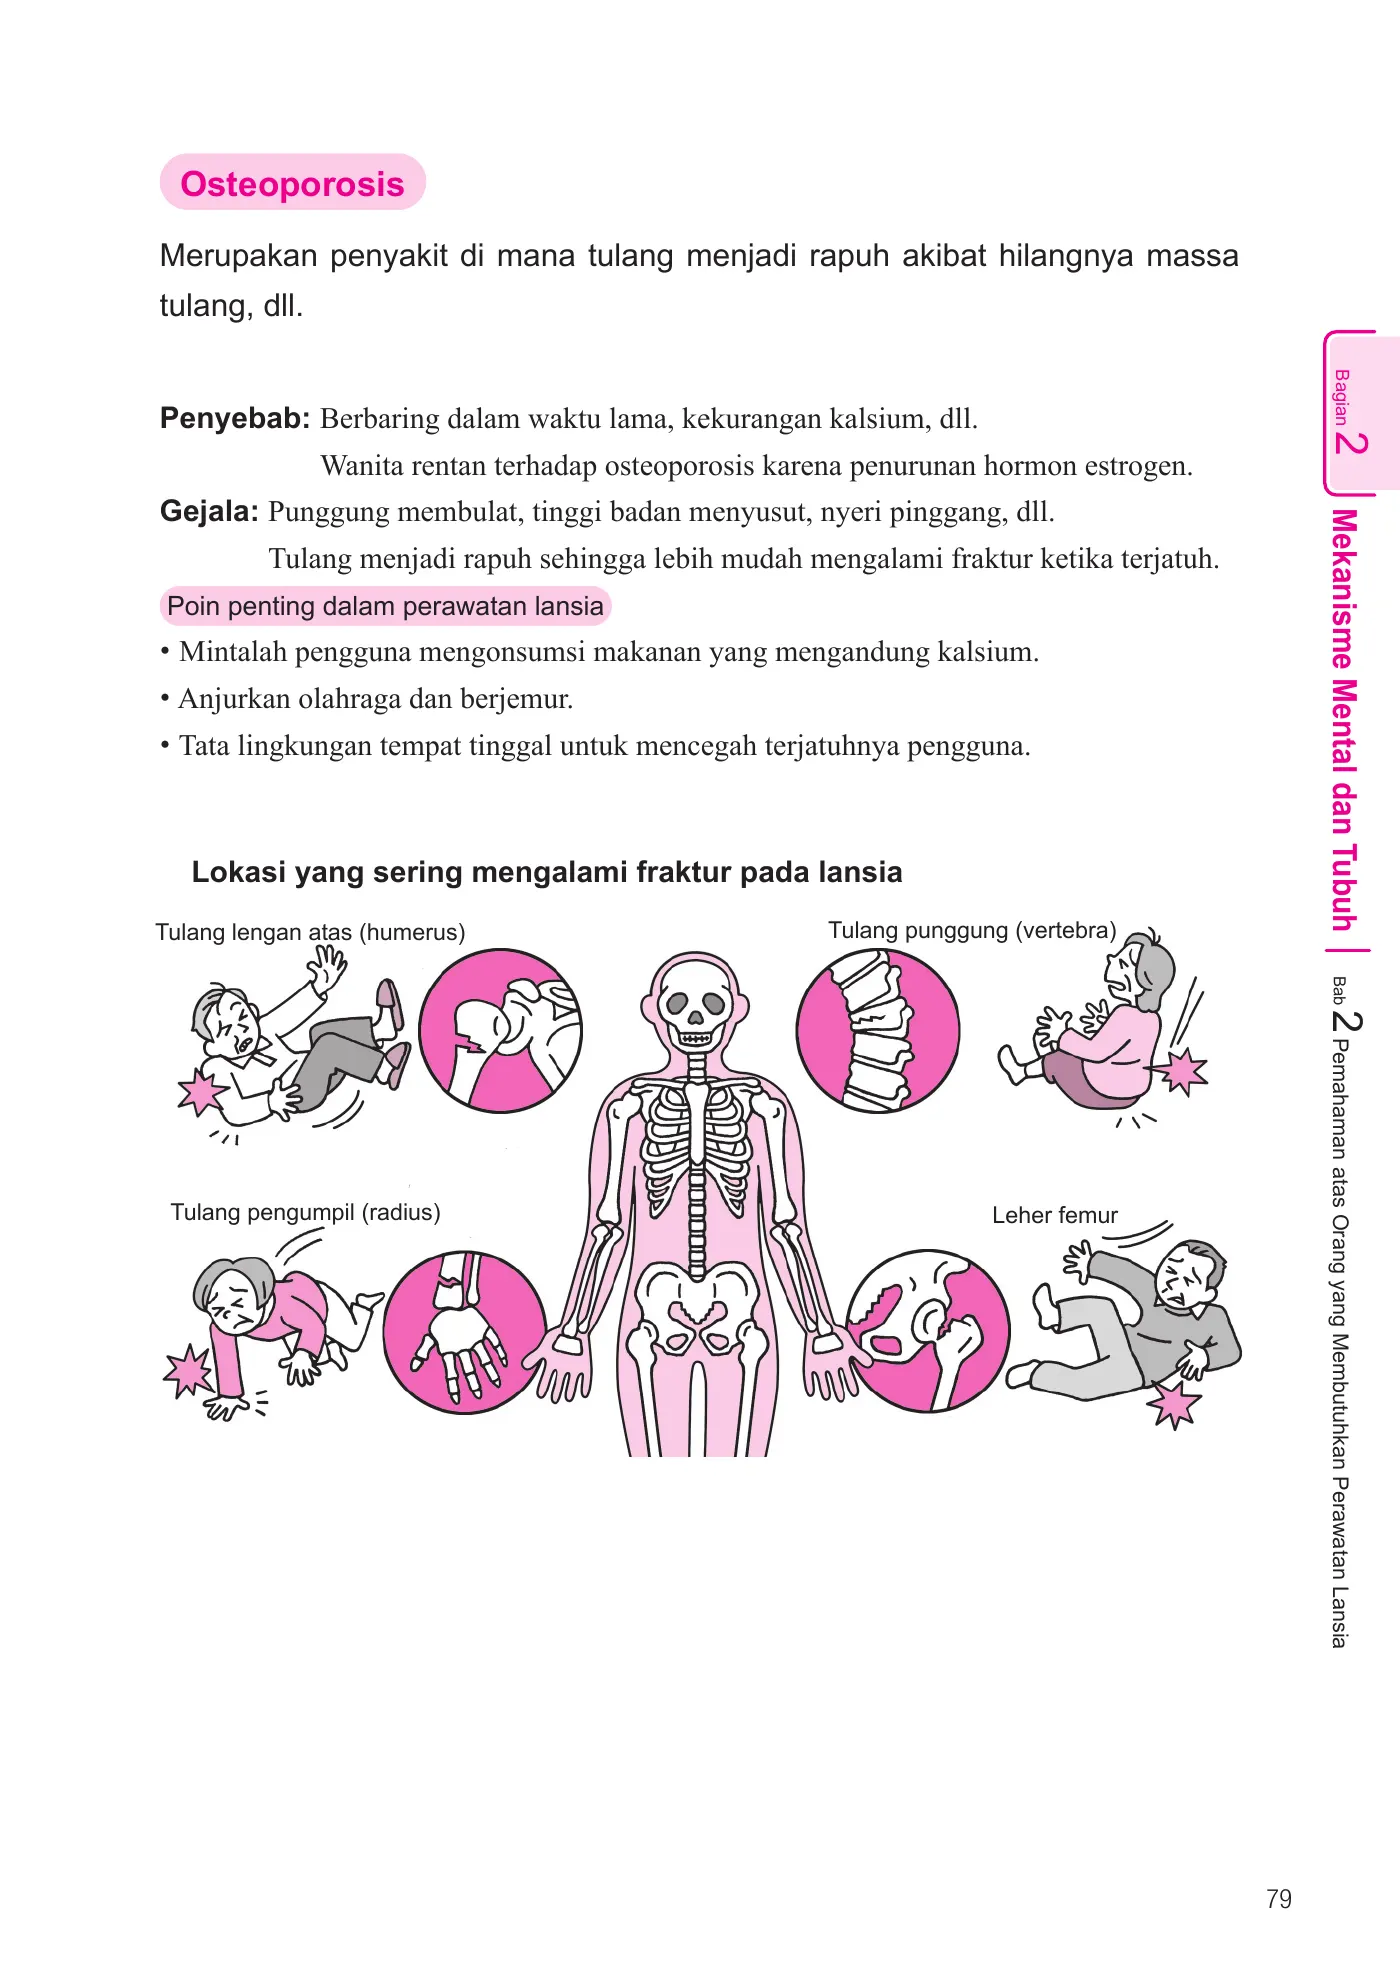 Osteoporosis
Merupakan penyakit di mana tulang menjadi rapuh akibat hilangnya massa
tulang, dll.
Penyebab: Berbaring dalam waktu lama, kekurangan kalsium, dll.
Wanita rentan terhadap osteoporosis karena penurunan hormon estrogen.
Gejala: Punggung membulat, tinggi badan menyusut, nyeri pinggang, dll.
Tulang menjadi rapuh sehingga lebih mudah mengalami fraktur ketika terjatuh.
Poin penting dalam perawatan lansia
• Mintalah pengguna mengonsumsi makanan yang mengandung kalsium.
• Anjurkan olahraga dan berjemur.
• Tata lingkungan tempat tinggal untuk mencegah terjatuhnya pengguna.
Lokasi yang sering mengalami fraktur pada lansia
Tulang lengan atas (humerus)
Tulang punggung (vertebra)
Tulang pengumpil (radius)
Leher femur
Bagian 2
Mekanisme Mental dan Tubuh
Bab 2 Pemahaman atas Orang yang Membutuhkan Perawatan Lansia
79